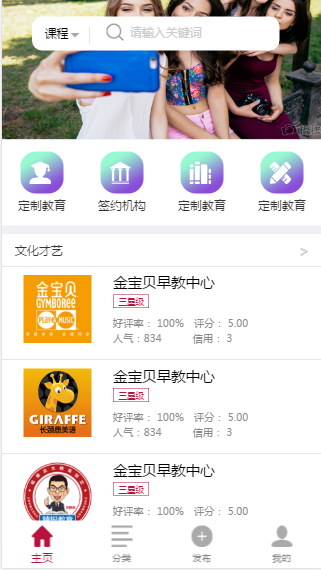 课程 请输入关键词
定制教育 签约机构 定制教育 定制教育
文化才艺 >
金宝贝
GYMBOREE
PLAY MUSIC
金宝贝早教中心
三星级
好评率： 100% 评分： 5.00
人气：834 信用： 3
GIRAFFE
长颈鹿美语
金宝贝早教中心
三星级
好评率： 100% 评分： 5.00
人气：834 信用： 3
金宝贝早教中心
三星级
好评率： 100% 评分： 5.00
主页 分类 发布 我的